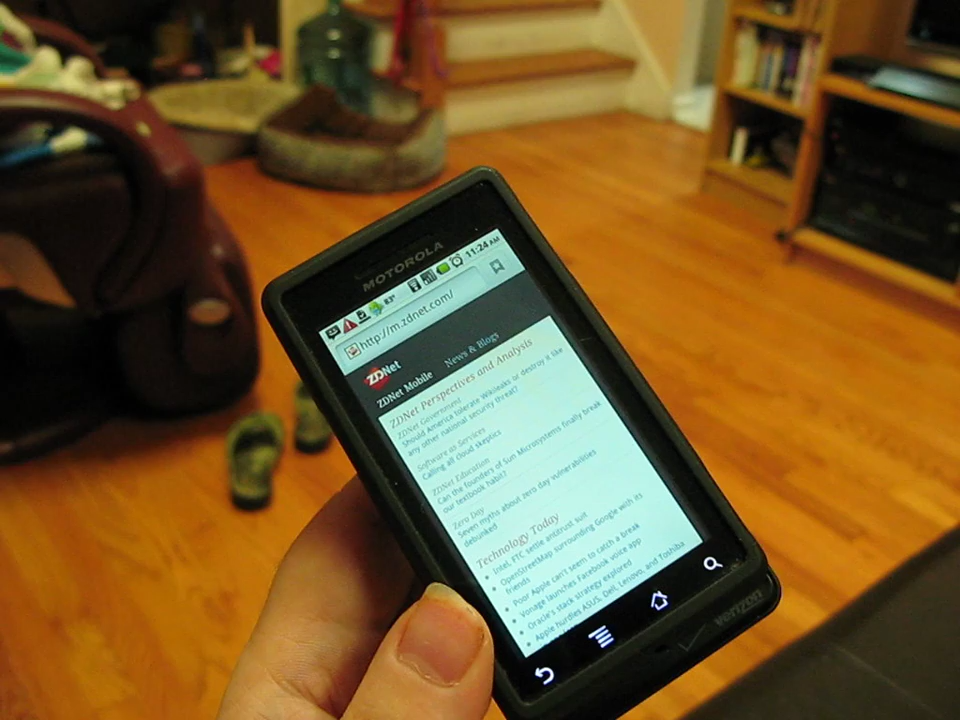 MOTOROLA
83°
11:24 AM
http://m.zdnet.com/
ZDNet
ZDNet Mobile News & Blogs
ZDNet Perspectives and Analysis
ZDNet Government
Should America tolerate Wikileaks or destroy it like
any other national security threat?
Software as Services
Calling all cloud skeptics
ZDNet Education
Can the founders of Sun Microsystems finally break
our textbook habit?
Zero Day
Seven myths about zero day vulnerabilities
debunked
Technology Today
• Intel, FTC settle antitrust suit
• OpenStreetMap surrounding Google with its
friends
• Poor Apple can't seem to catch a break
• Vonage launches Facebook voice app
• Oracle's stack strategy explored
• Apple hurdles ASUS, Dell, Lenovo, and Toshiba
verizon